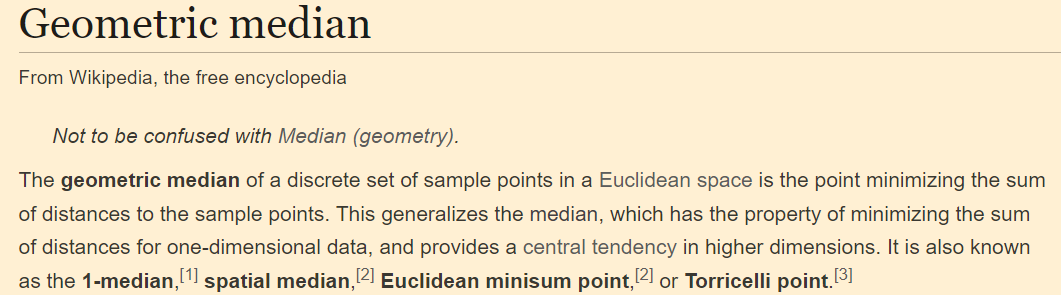 Geometric median
From Wikipedia, the free encyclopedia
Not to be confused with Median (geometry).
The geometric median of a discrete set of sample points in a Euclidean space is the point minimizing the sum
of distances to the sample points. This generalizes the median, which has the property of minimizing the sum
of distances for one-dimensional data, and provides a central tendency in higher dimensions. It is also known
as the 1-median,[1] spatial median,[2] Euclidean minisum point,[2] or Torricelli point.[3]